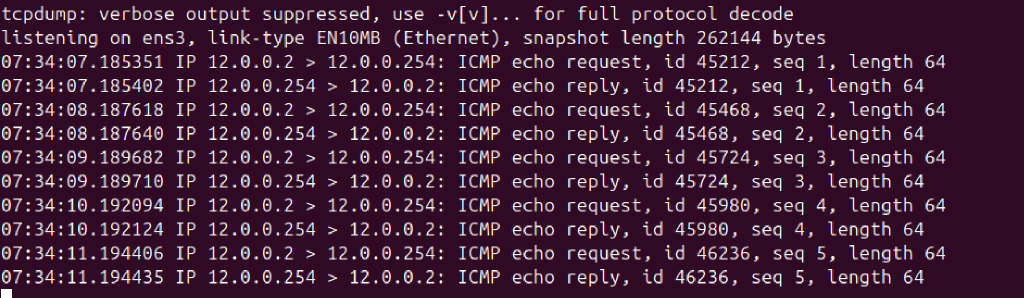 tcpdump: verbose output suppressed, use -v[v]... for full protocol decode
listening on ens3, link-type EN10MB (Ethernet), snapshot length 262144 bytes
07:34:07.185351 IP 12.0.0.2 > 12.0.0.254: ICMP echo request, id 45212, seq 1, length 64
07:34:07.185402 IP 12.0.0.254 > 12.0.0.2: ICMP echo reply, id 45212, seq 1, length 64
07:34:08.187618 IP 12.0.0.2 > 12.0.0.254: ICMP echo request, id 45468, seq 2, length 64
07:34:08.187640 IP 12.0.0.254 > 12.0.0.2: ICMP echo reply, id 45468, seq 2, length 64
07:34:09.189682 IP 12.0.0.2 > 12.0.0.254: ICMP echo request, id 45724, seq 3, length 64
07:34:09.189710 IP 12.0.0.254 > 12.0.0.2: ICMP echo reply, id 45724, seq 3, length 64
07:34:10.192094 IP 12.0.0.2 > 12.0.0.254: ICMP echo request, id 45980, seq 4, length 64
07:34:10.192124 IP 12.0.0.254 > 12.0.0.2: ICMP echo reply, id 45980, seq 4, length 64
07:34:11.194406 IP 12.0.0.2 > 12.0.0.254: ICMP echo request, id 46236, seq 5, length 64
07:34:11.194435 IP 12.0.0.254 > 12.0.0.2: ICMP echo reply, id 46236, seq 5, length 64